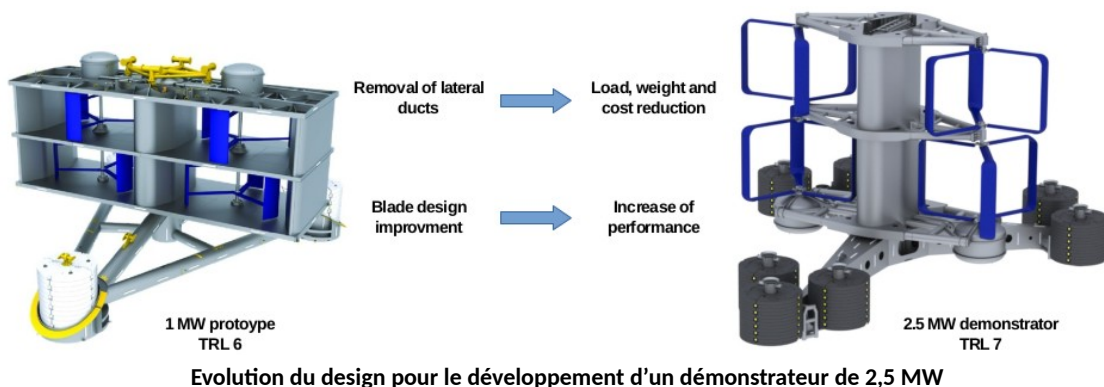 Removal of lateral
ducts
Load, weight and
cost reduction
Blade design
improvment
Increase of
performance
1 MW protoype
TRL 6
2.5 MW demonstrator
TRL 7
Evolution du design pour le développement d'un démonstrateur de 2,5 MW